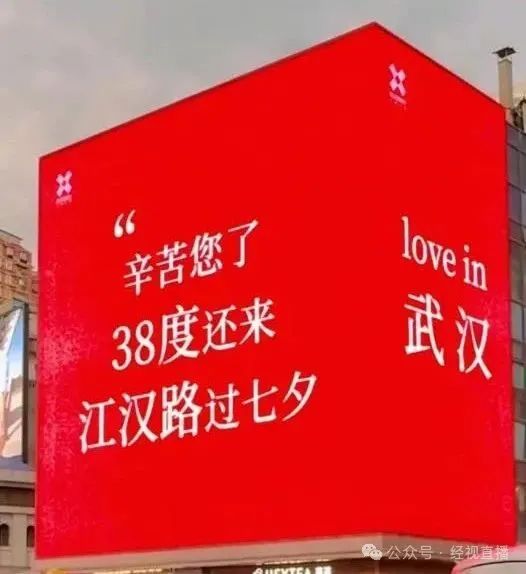 “
辛苦您了
38度还来
江汉路过七夕
love in
武汉
公众号·经视直播